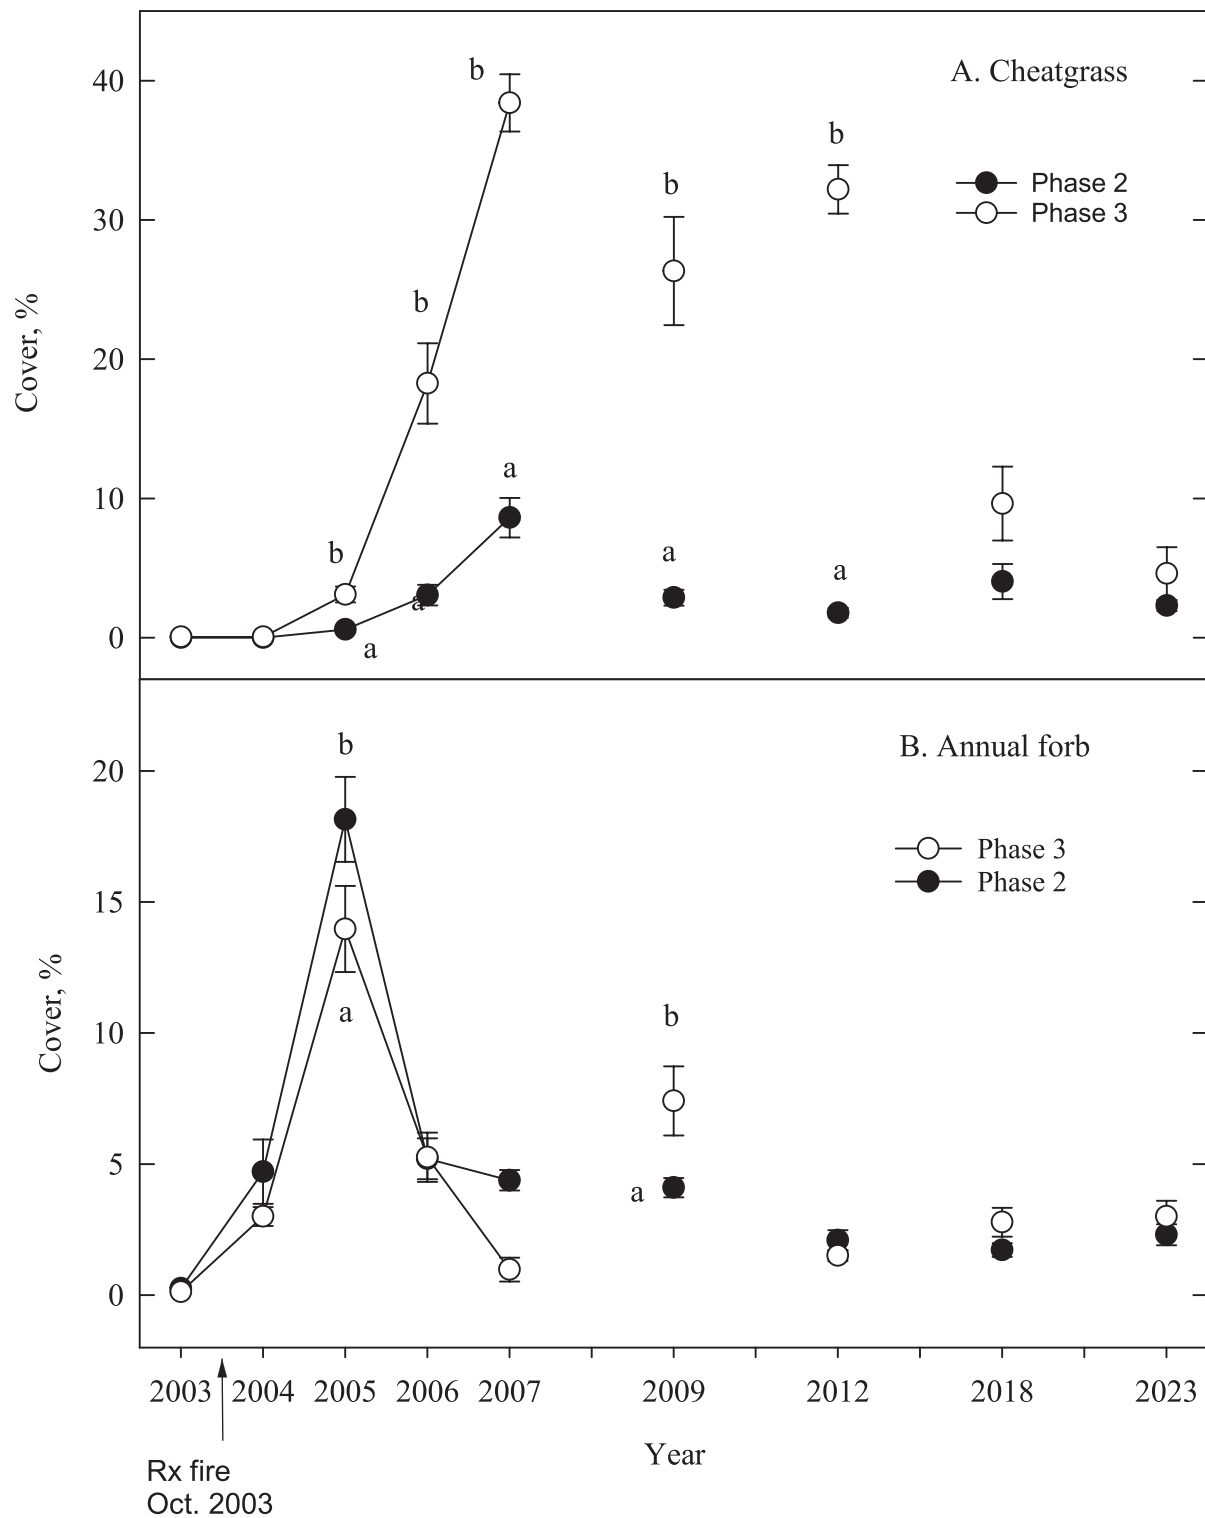 A. Cheatgrass
Phase 2
Phase 3
Cover, %
40
30
20
10
0
b
b
b
b
b
a
a
a
a
a
B. Annual forb
Phase 3
Phase 2
Cover, %
20
15
10
5
0
b
a
b
a
2003 2004 2005 2006 2007 2009 2012 2018 2023
Year
Rx fire
Oct. 2003